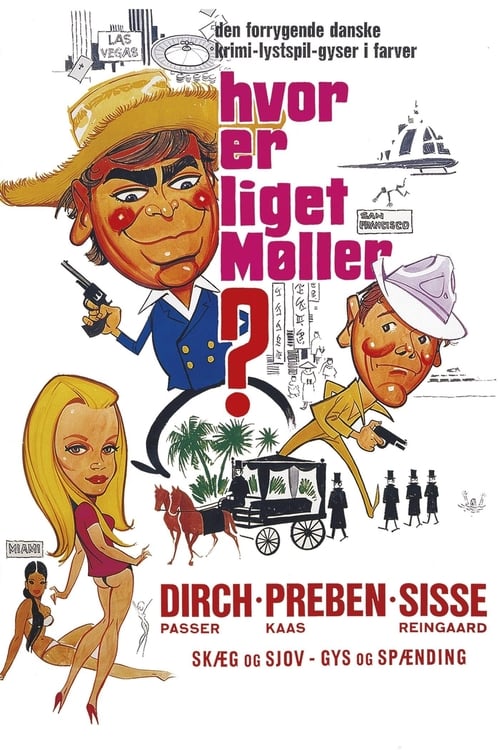 LAS
VEGAS
den forrygende danske
krimi-lystspil-gyser i farver
hvor
er
liget
Møller
?
SAN
FRANCISCO
MIAMI
DIRCH · PREBEN · SISSE
PASSER KAAS REINGAARD
SKÆG OG SJOV - GYS OG SPÆNDING